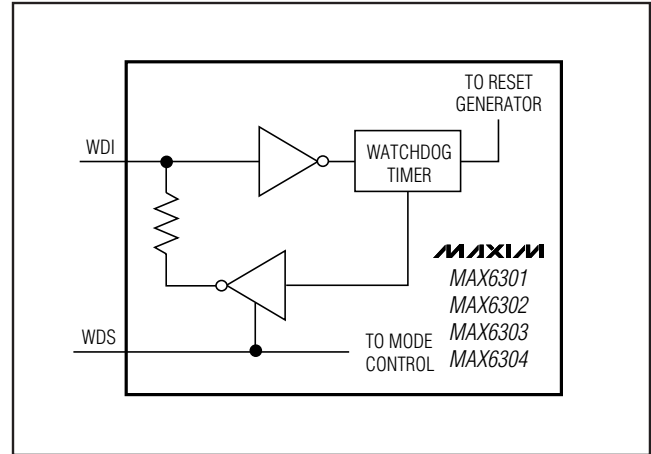 TO RESET
GENERATOR
WDI
WATCHDOG
TIMER
MAXIM
MAX6301
MAX6302
MAX6303
MAX6304
WDS
TO MODE
CONTROL